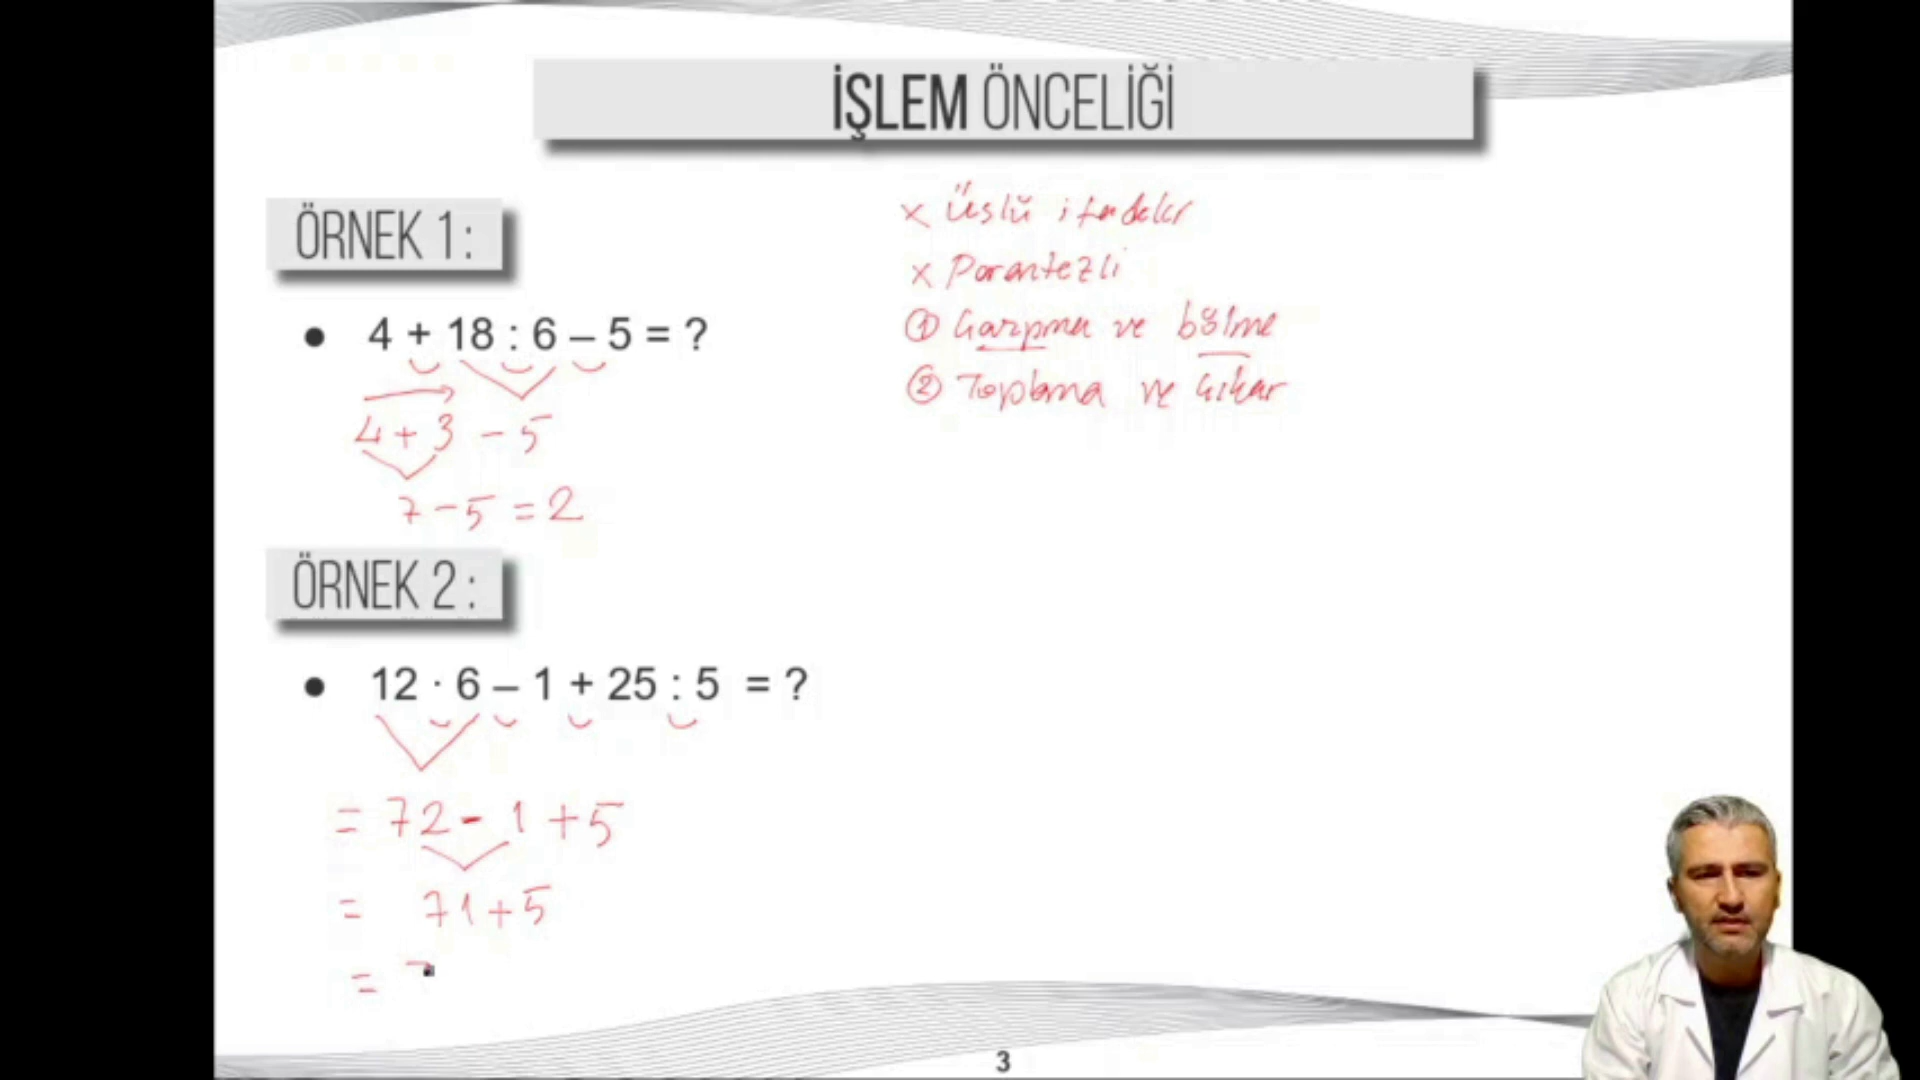 İŞLEM ÖNCELİĞİ
ÖRNEK 1 :
x Üslü ifadeler
x Parantezli
① Çarpma ve bölme
② Toplama ve Çıkar
● 4 + 18 : 6 – 5 = ?
4 + 3 - 5
7 - 5 = 2
ÖRNEK 2 :
● 12 · 6 – 1 + 25 : 5 = ?
= 72 - 1 + 5
= 71 + 5
=
3